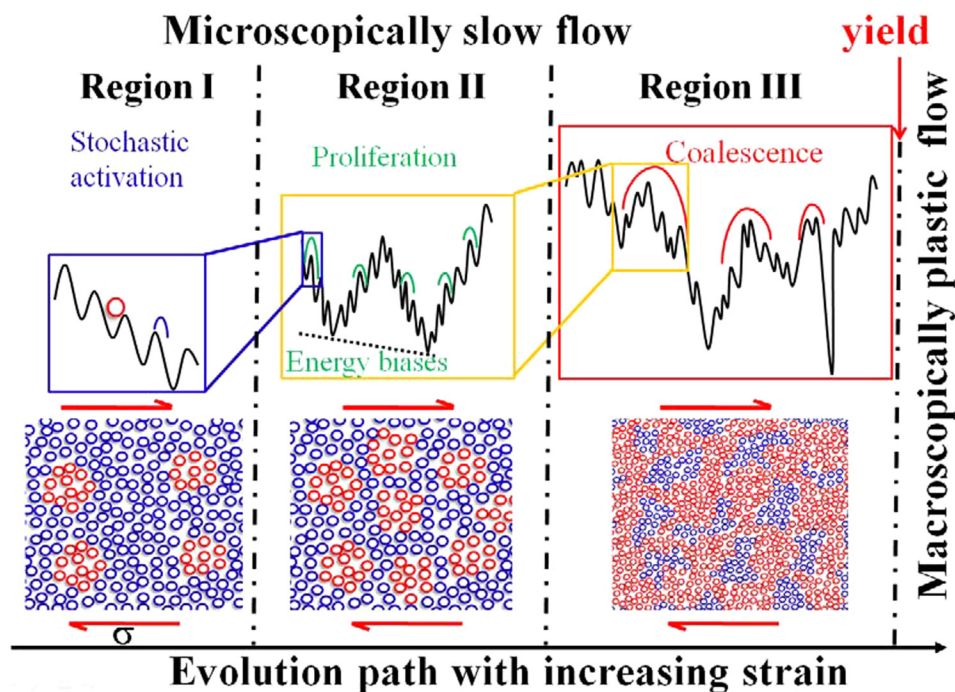 Microscopically slow flow
yield
Region I
Region II
Region III
Stochastic
activation
Proliferation
Coalescence
Energy biases
Macroscopically plastic flow
σ
Evolution path with increasing strain